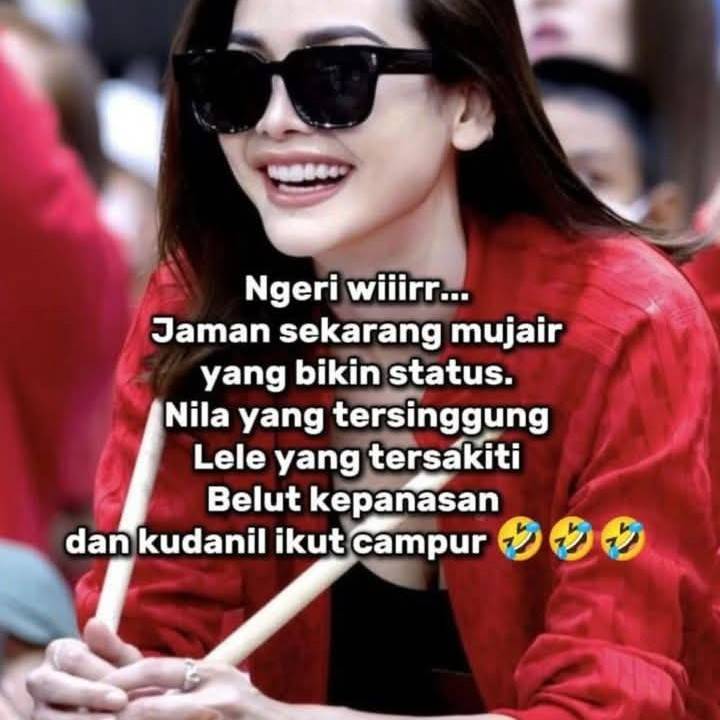 Ngeri wiiirr...
Jaman sekarang mujair
yang bikin status.
Nila yang tersinggung
Lele yang tersakiti
Belut kepanasan
dan kudanil ikut campur 🤣🤣🤣